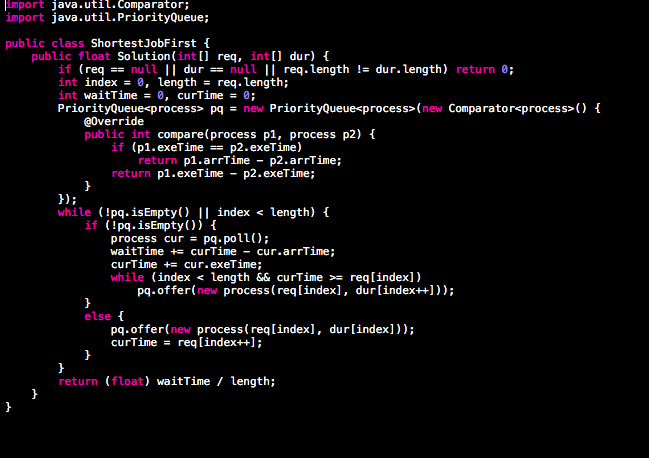 import java.util.Comparator;
import java.util.PriorityQueue;

public class ShortestJobFirst {
    public float Solution(int[] req, int[] dur) {
        if (req == null || dur == null || req.length != dur.length) return 0;
        int index = 0, length = req.length;
        int waitTime = 0, curTime = 0;
        PriorityQueue<process> pq = new PriorityQueue<process>(new Comparator<process>() {
            @Override
            public int compare(process p1, process p2) {
                if (p1.exeTime == p2.exeTime)
                    return p1.arrTime - p2.arrTime;
                return p1.exeTime - p2.exeTime;
            }
        });
        while (!pq.isEmpty() || index < length) {
            if (!pq.isEmpty()) {
                process cur = pq.poll();
                waitTime += curTime - cur.arrTime;
                curTime += cur.exeTime;
                while (index < length && curTime >= req[index])
                    pq.offer(new process(req[index], dur[index++]));
            }
            else {
                pq.offer(new process(req[index], dur[index]));
                curTime = req[index++];
            }
        }
        return (float) waitTime / length;
    }
}